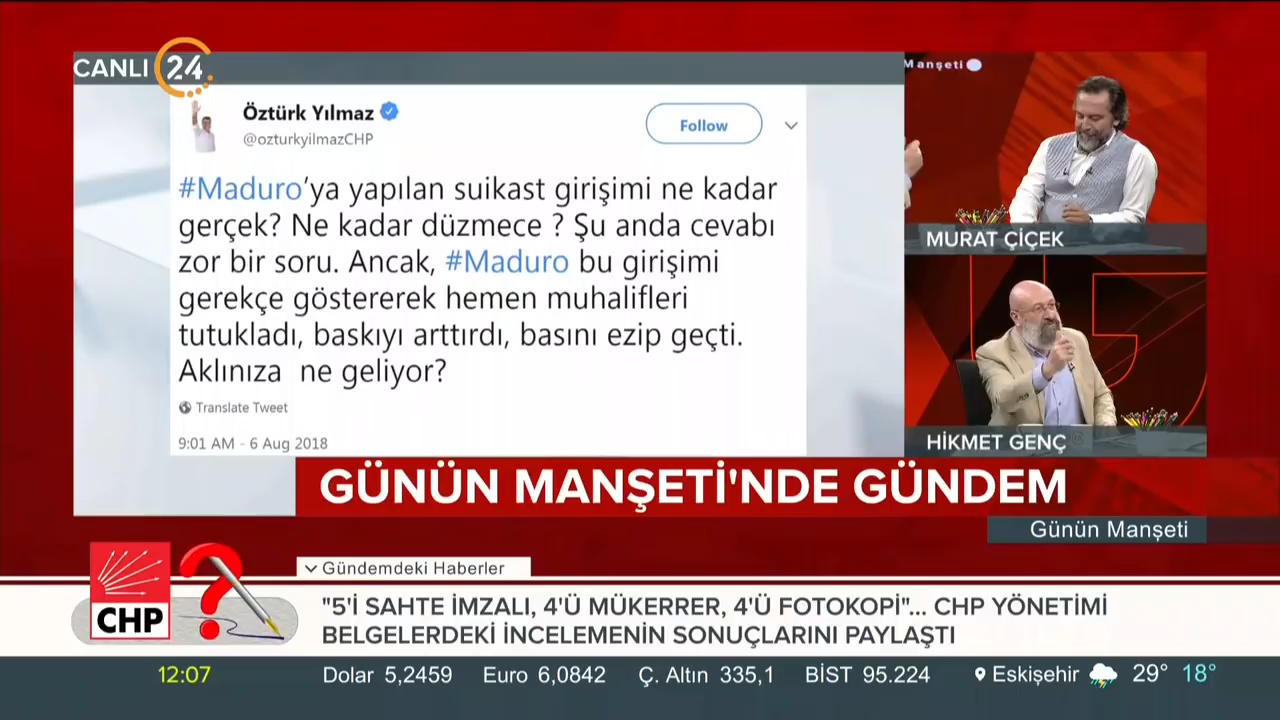 CANLI 24
Manşeti
Öztürk Yılmaz
@ozturkyilmazCHP
Follow
#Maduro'ya yapılan suikast girişimi ne kadar
gerçek? Ne kadar düzmece ? Şu anda cevabı
zor bir soru. Ancak, #Maduro bu girişimi
gerekçe göstererek hemen muhalifleri
tutukladı, baskıyı arttırdı, basını ezip geçti.
Aklınıza ne geliyor?
Translate Tweet
9:01 AM - 6 Aug 2018
MURAT ÇİÇEK
HİKMET GENÇ
GÜNÜN MANŞETİ'NDE GÜNDEM
Günün Manşeti
Gündemdeki Haberler
CHP ?
"5'İ SAHTE İMZALI, 4'Ü MÜKERRER, 4'Ü FOTOKOPİ"... CHP YÖNETİMİ
BELGELERDEKİ İNCELEMENİN SONUÇLARINI PAYLAŞTI
12:07 Dolar 5,2459 Euro 6,0842 Ç. Altın 335,1 BİST 95.224 Eskişehir 29° 18°